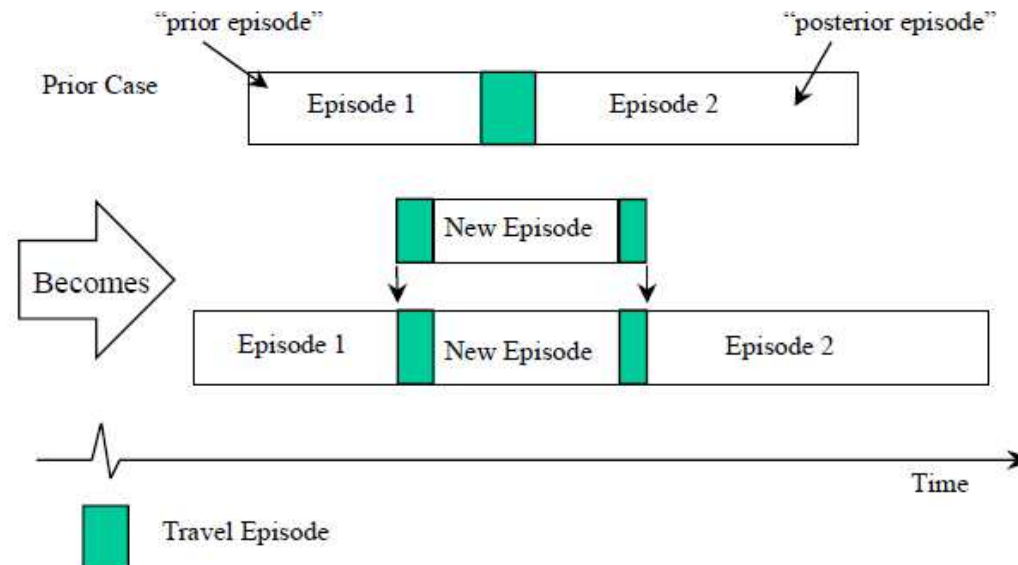 “prior episode”
“posterior episode”
Prior Case
Episode 1
Episode 2
New Episode
Becomes
Episode 1
New Episode
Episode 2
Time
Travel Episode